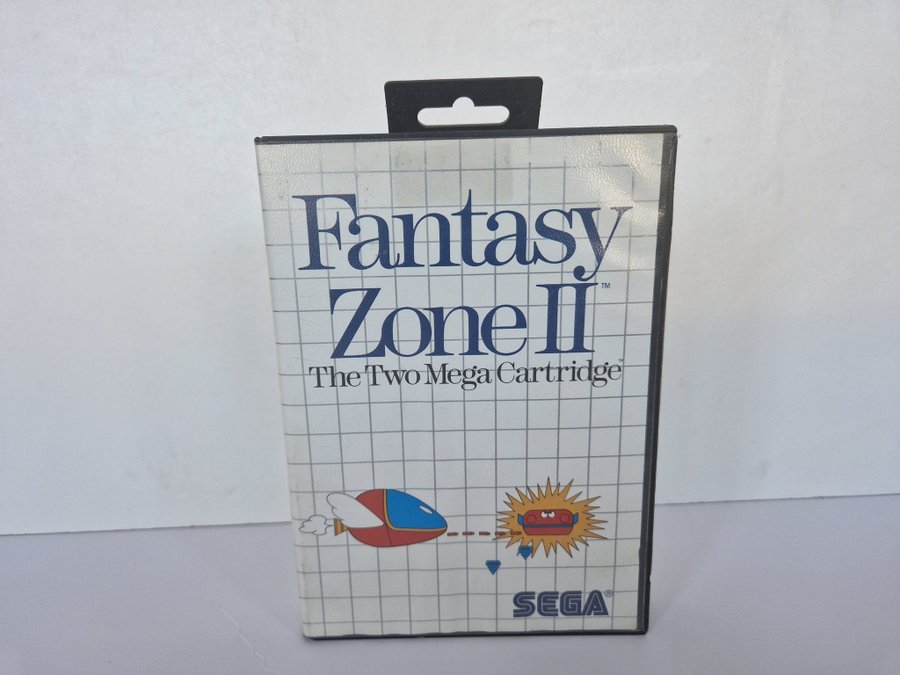 Fantasy
Zone II™
The Two Mega Cartridge™
SEGA®